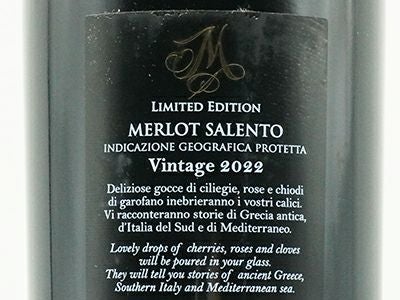 M
LIMITED EDITION
MERLOT SALENTO
INDICAZIONE GEOGRAFICA PROTETTA
Vintage 2022
Deliziose gocce di ciliegie, rose e chiodi
di garofano inebrieranno i vostri calici.
Vi racconteranno storie di Grecia antica,
d'Italia del Sud e di Mediterraneo.
Lovely drops of cherries, roses and cloves
will be poured in your glass.
They will tell you stories of ancient Greece,
Southern Italy and Mediterranean sea.